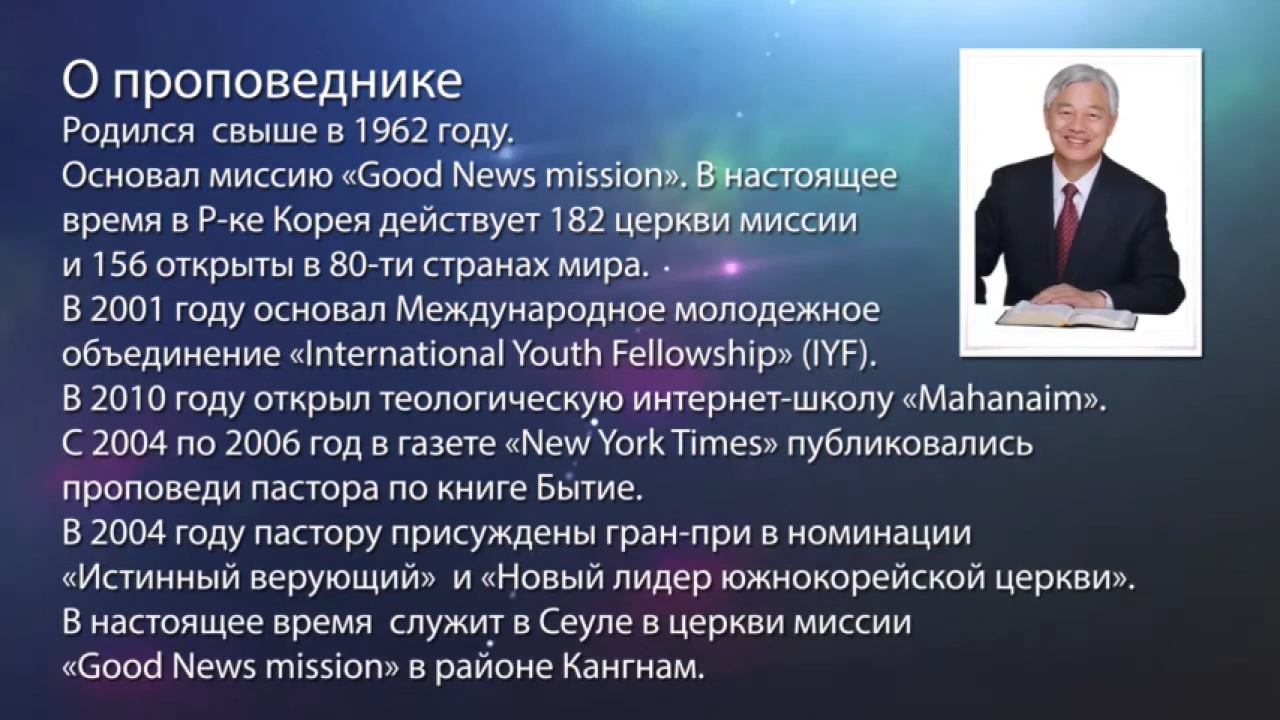 О проповеднике
Родился свыше в 1962 году.
Основал миссию «Good News mission». В настоящее
время в Р-ке Корея действует 182 церкви миссии
и 156 открыты в 80-ти странах мира.
В 2001 году основал Международное молодежное
объединение «International Youth Fellowship» (IYF).
В 2010 году открыл теологическую интернет-школу «Mahanaim».
С 2004 по 2006 год в газете «New York Times» публиковались
проповеди пастора по книге Бытие.
В 2004 году пастору присуждены гран-при в номинации
«Истинный верующий» и «Новый лидер южнокорейской церкви».
В настоящее время служит в Сеуле в церкви миссии
«Good News mission» в районе Кангнам.